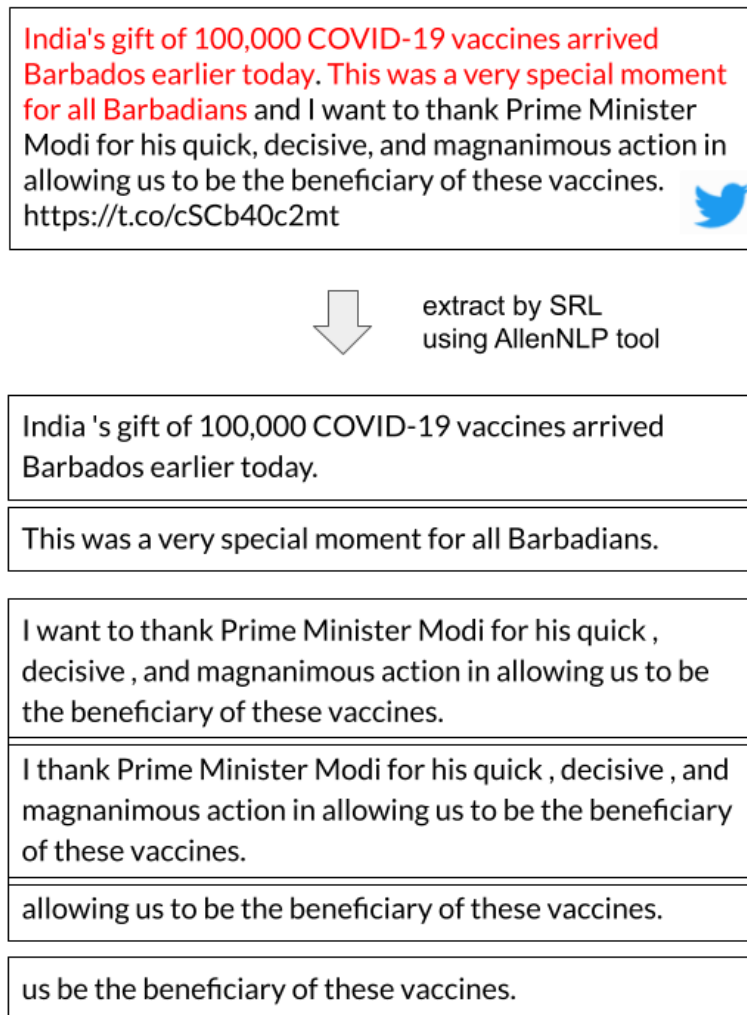 India's gift of 100,000 COVID-19 vaccines arrived
Barbados earlier today. This was a very special moment
for all Barbadians and I want to thank Prime Minister
Modi for his quick, decisive, and magnanimous action in
allowing us to be the beneficiary of these vaccines.
https://t.co/cSCb40c2mt
extract by SRL
using AllenNLP tool
India 's gift of 100,000 COVID-19 vaccines arrived
Barbados earlier today.
This was a very special moment for all Barbadians.
I want to thank Prime Minister Modi for his quick ,
decisive , and magnanimous action in allowing us to be
the beneficiary of these vaccines.
I thank Prime Minister Modi for his quick , decisive , and
magnanimous action in allowing us to be the beneficiary
of these vaccines.
allowing us to be the beneficiary of these vaccines.
us be the beneficiary of these vaccines.